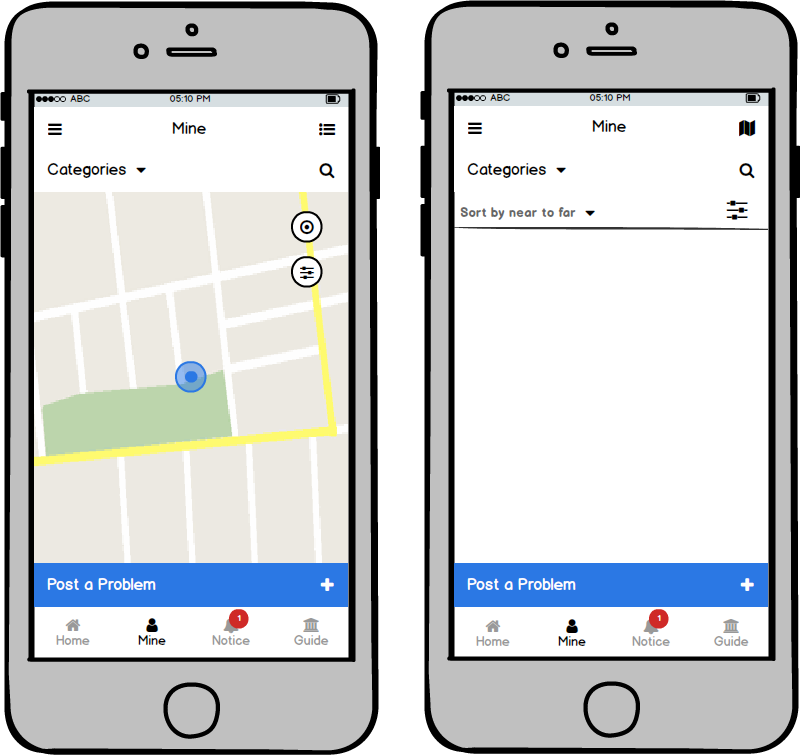 ABC 05:10 PM
Mine
Categories
Post a Problem
1
Home Mine Notice Guide
ABC 05:10 PM
Mine
Categories
Sort by near to far
Post a Problem
1
Home Mine Notice Guide